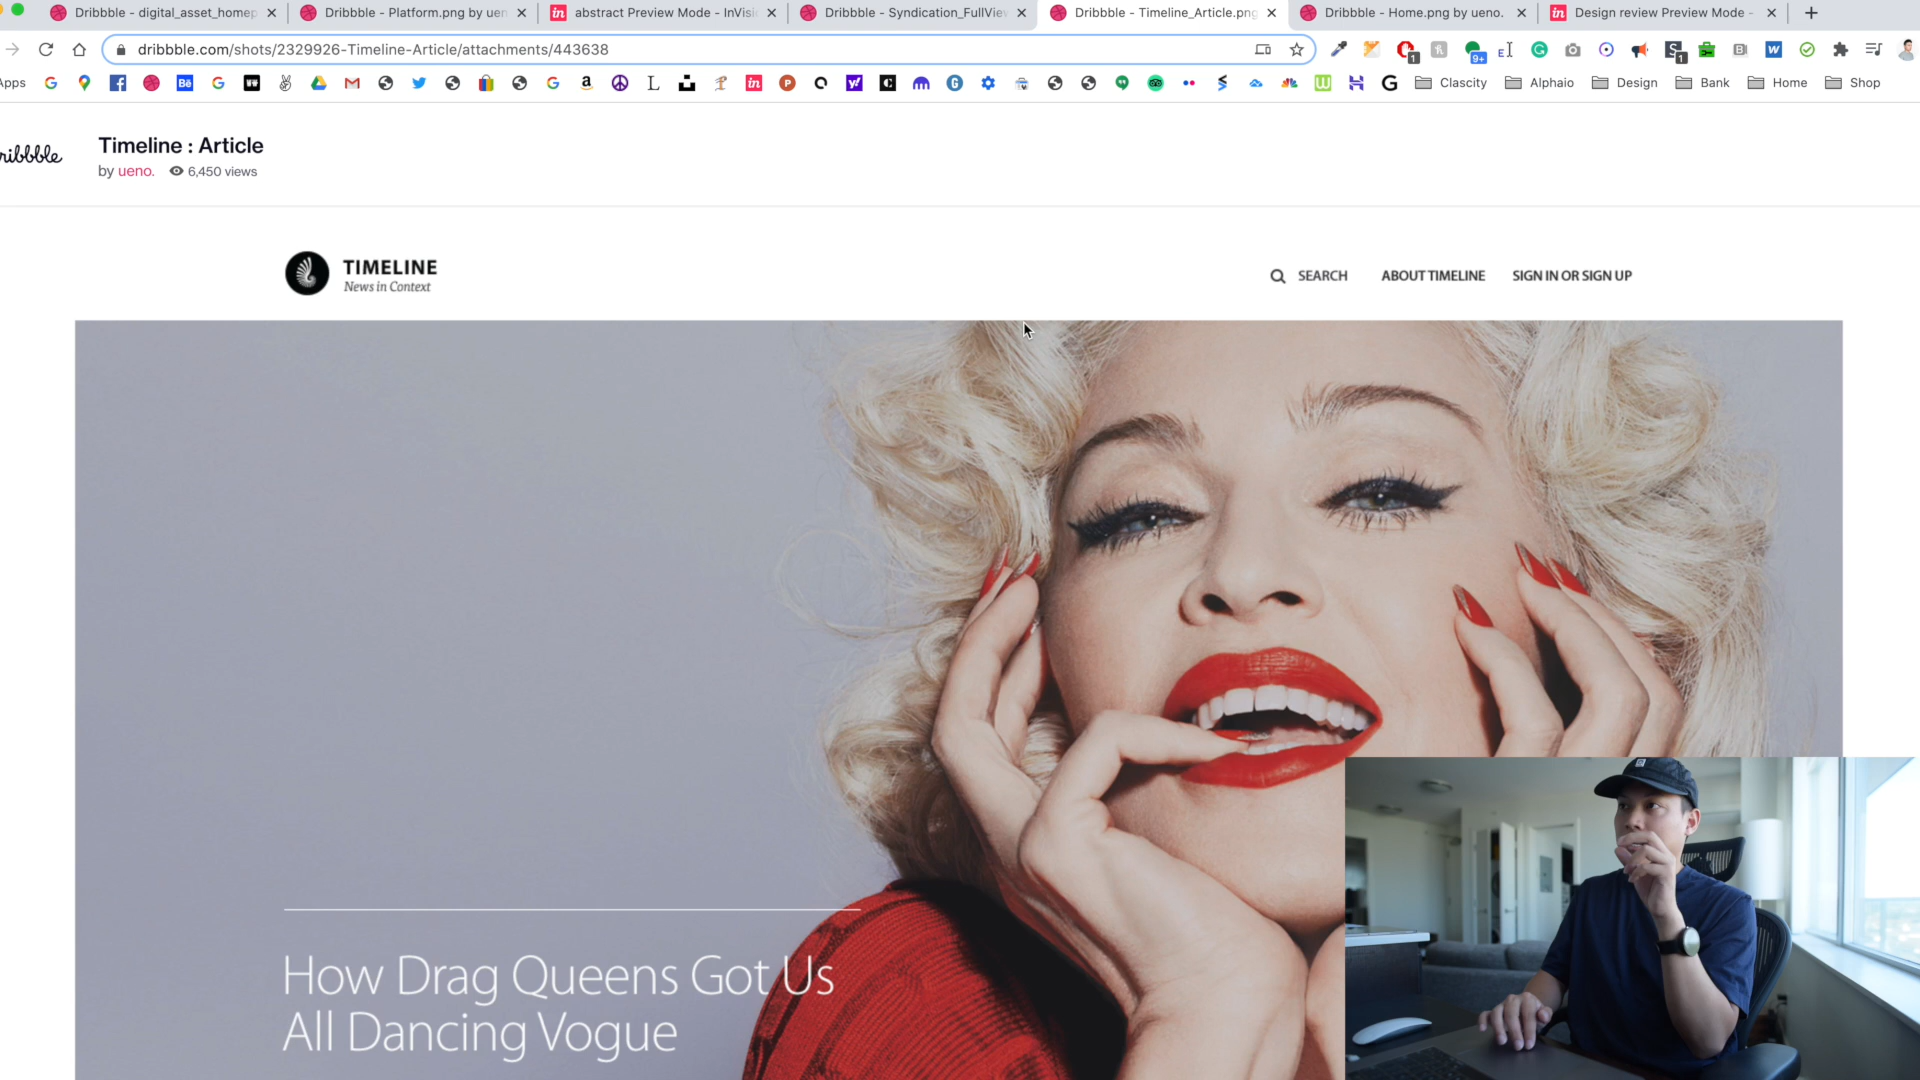 Dribbble - digital_asset_homep
Dribbble - Platform.png by uen
abstract Preview Mode - InVisi
Dribbble - Syndication_FullView
Dribbble - Timeline_Article.png
Dribbble - Home.png by ueno.
Design review Preview Mode -
dribbble.com/shots/2329926-Timeline-Article/attachments/443638
Apps
Clascity
Alphaio
Design
Bank
Home
Shop
Timeline : Article
by ueno. 6,450 views
TIMELINE
News in Context
SEARCH ABOUT TIMELINE SIGN IN OR SIGN UP
How Drag Queens Got Us
All Dancing Vogue